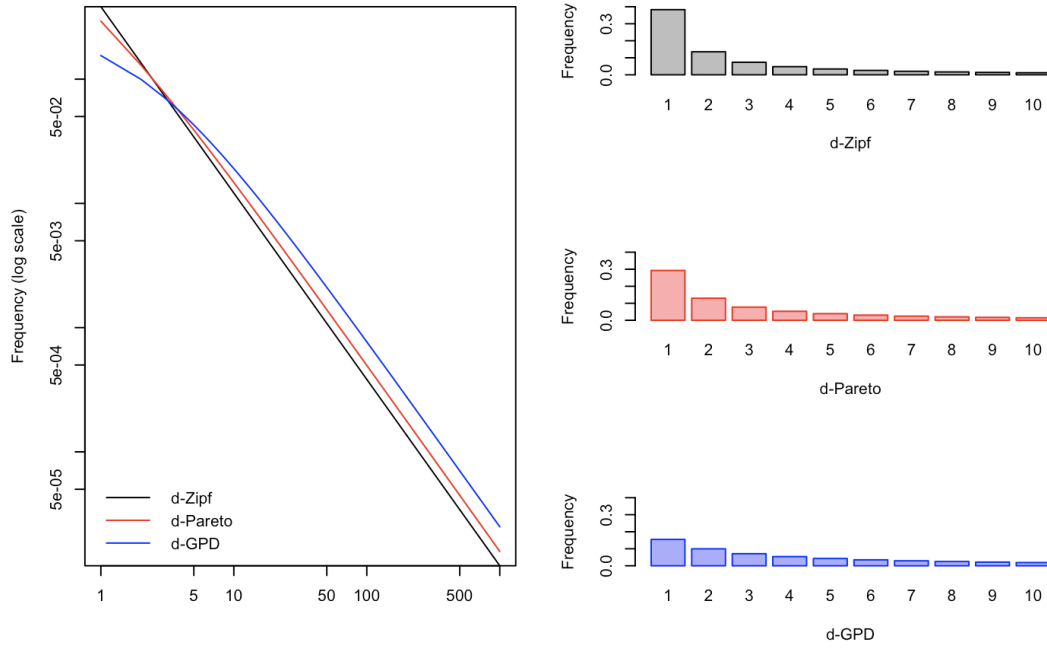 Frequency (log scale)
5e-02
5e-03
5e-04
5e-05
d-Zipf
d-Pareto
d-GPD
1 5 10 50 100 500
Frequency
0.3
0.0
1 2 3 4 5 6 7 8 9 10
d-Zipf
Frequency
0.3
0.0
1 2 3 4 5 6 7 8 9 10
d-Pareto
Frequency
0.3
0.0
1 2 3 4 5 6 7 8 9 10
d-GPD